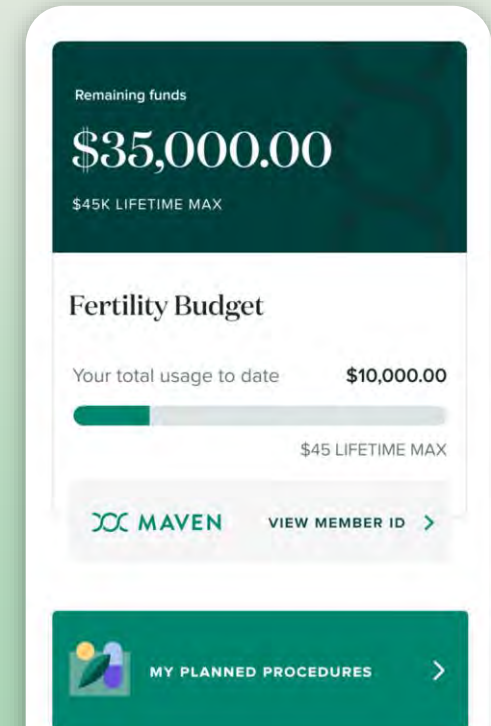 Remaining funds
$35,000.00
$45K LIFETIME MAX
Fertility Budget
Your total usage to date $10,000.00
$45 LIFETIME MAX
MAVEN VIEW MEMBER ID
MY PLANNED PROCEDURES